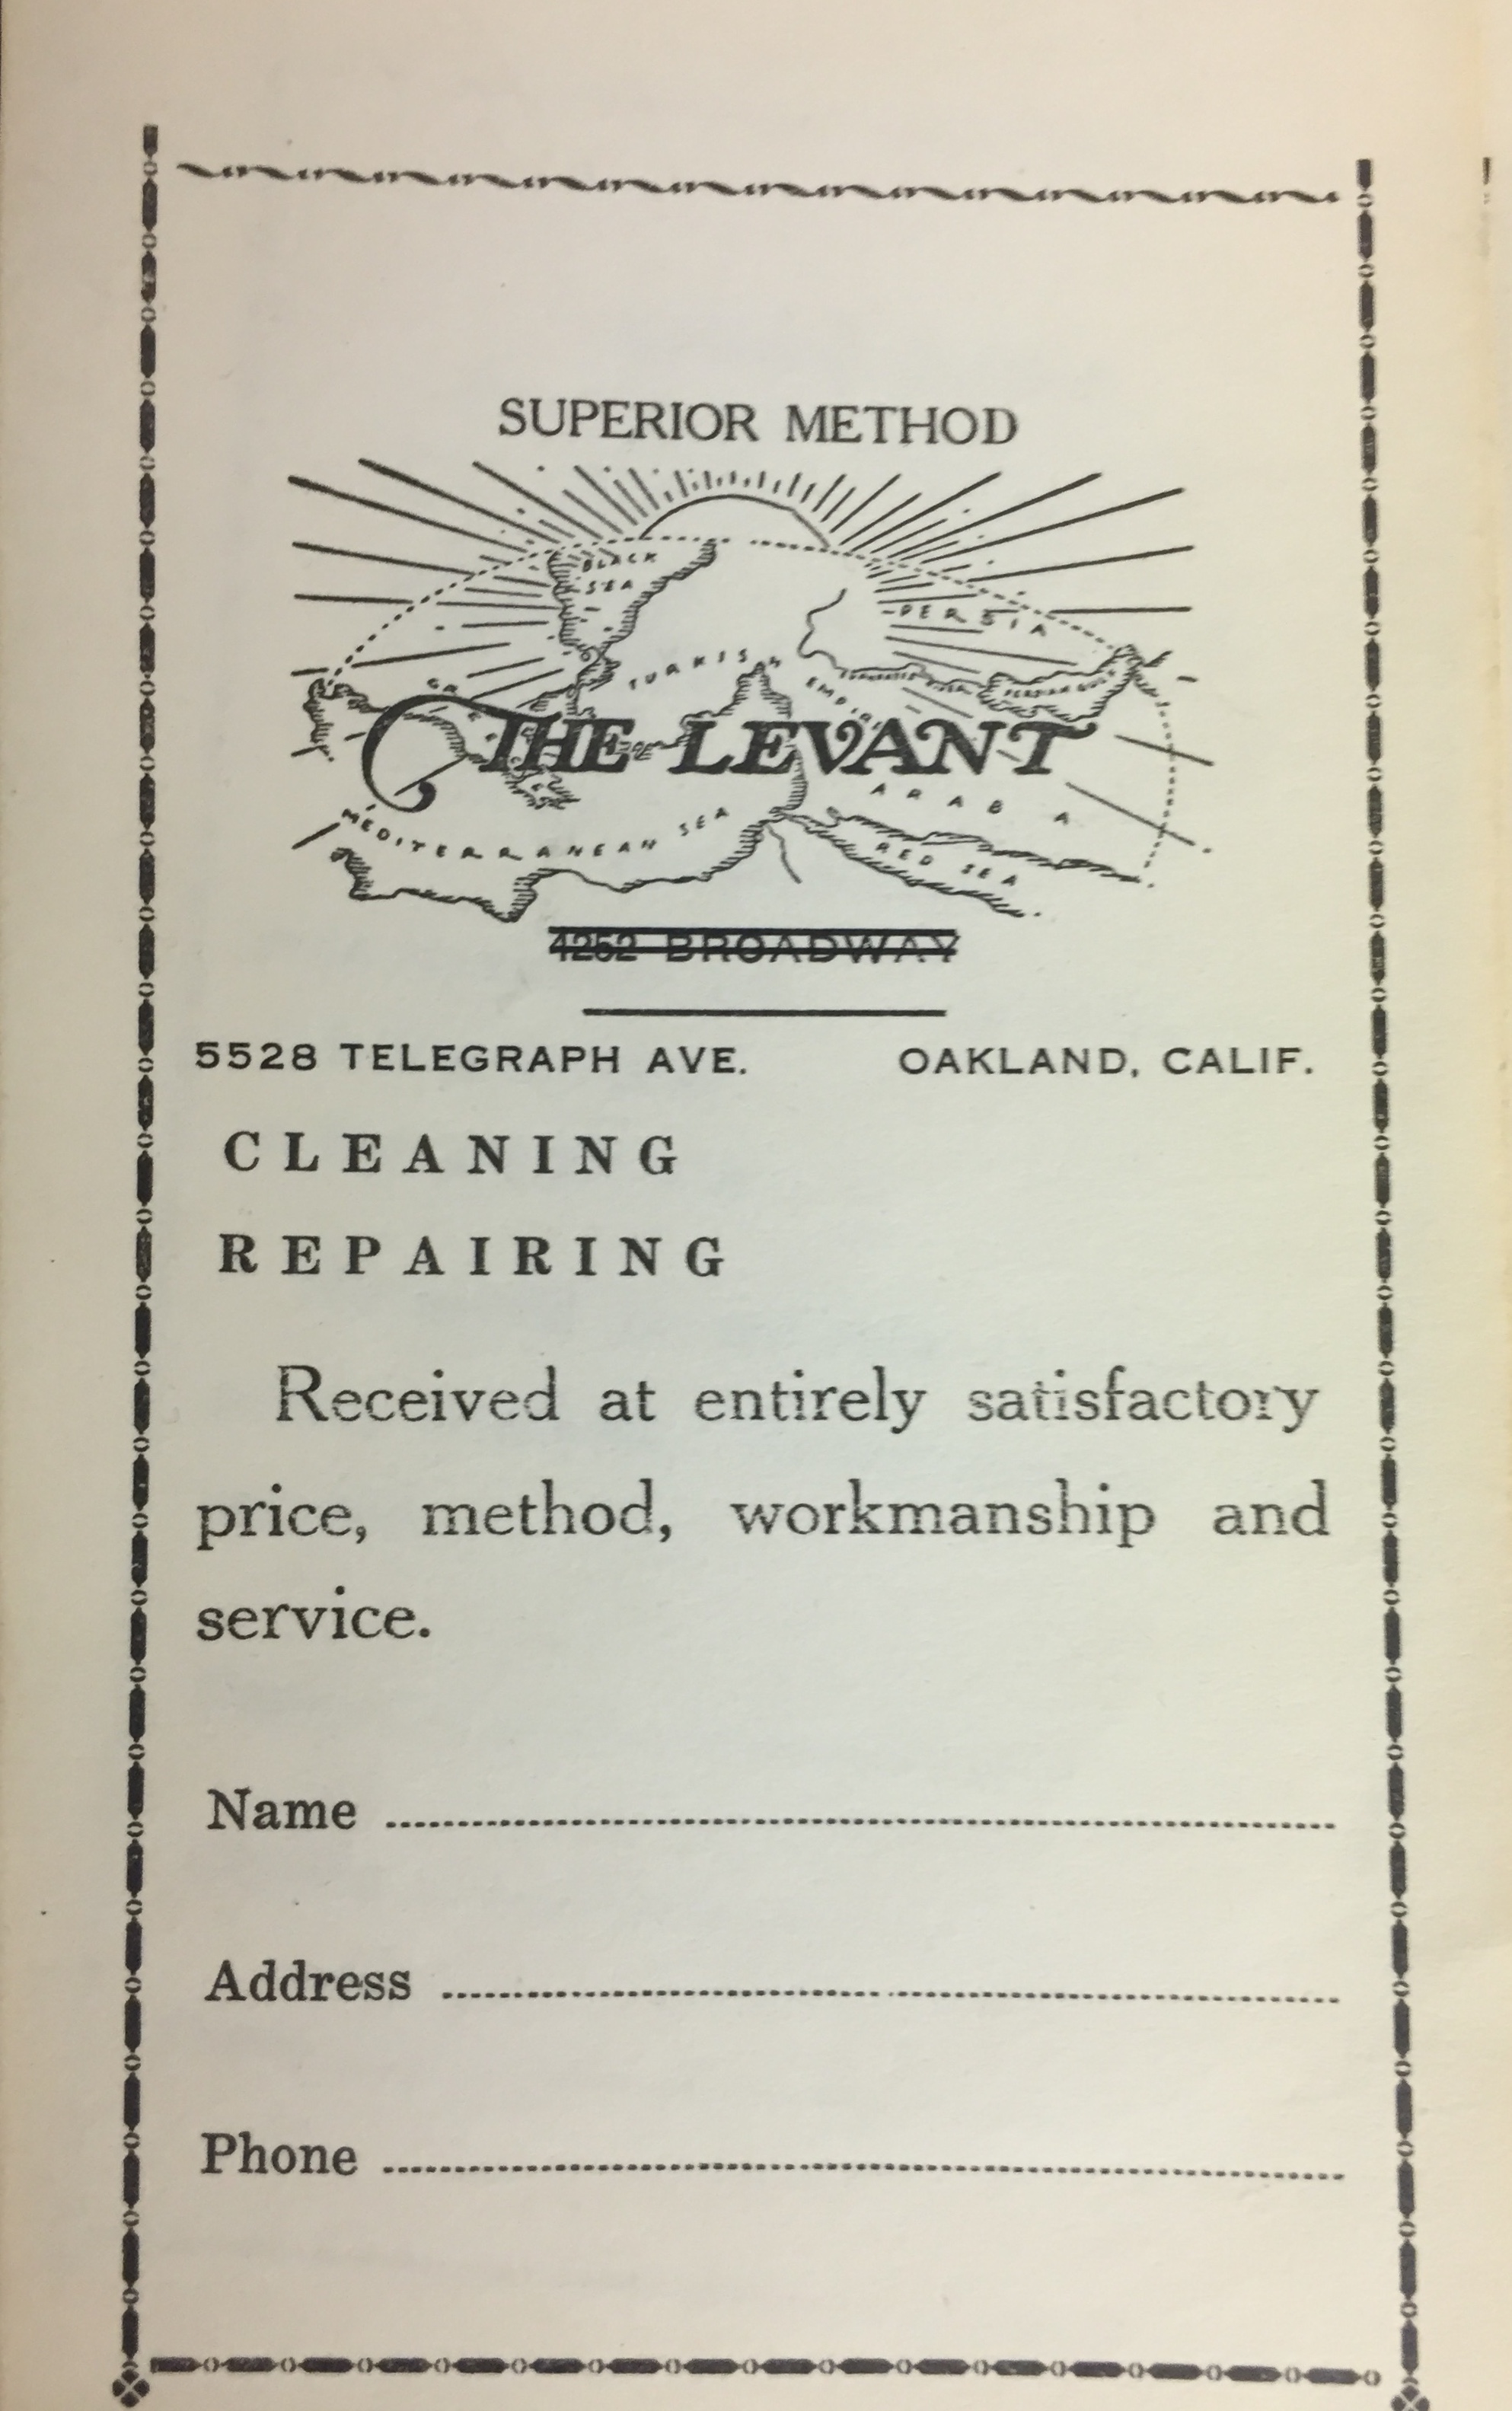 SUPERIOR METHOD
BLACK
SEA
PERSIA
TURKISH
EMPIRE
THE LEVANT
ARABIA
MEDITERRANEAN SEA
RED SEA
4252 BROADWAY
5528 TELEGRAPH AVE. OAKLAND, CALIF.
CLEANING
REPAIRING
Received at entirely satisfactory
price, method, workmanship and
service.
Name
Address
Phone